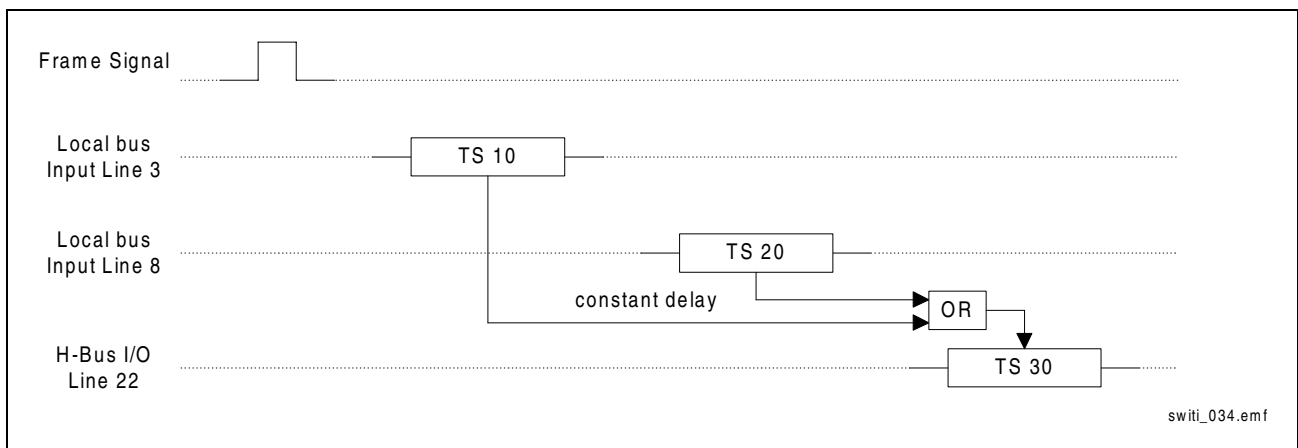 Frame Signal
Local bus
Input Line 3
TS 10
Local bus
Input Line 8
TS 20
constant delay
OR
H-Bus I/O
Line 22
TS 30
switi_034.emf